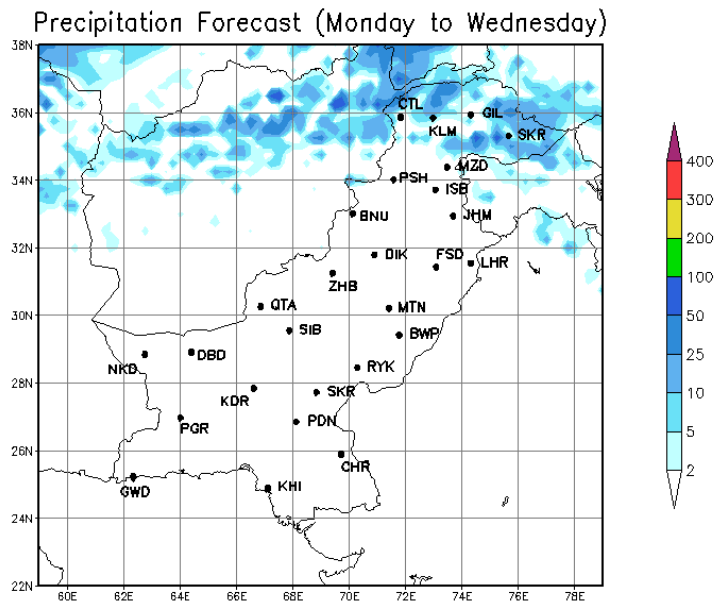 Precipitation Forecast (Monday to Wednesday)
38N
36N
CTL
GIL
KLM
SKR
MZD
34N
PSH
ISB
BNU
JHM
32N
DIK
FSD
LHR
ZHB
QTA
MTN
30N
SIB
BWP
NKD
DBD
RYK
28N
KDR
SKR
PGR
PDN
26N
CHR
GWD
KHI
24N
22N
60E 62E 64E 66E 68E 70E 72E 74E 76E 78E
400
300
200
100
50
25
10
5
2